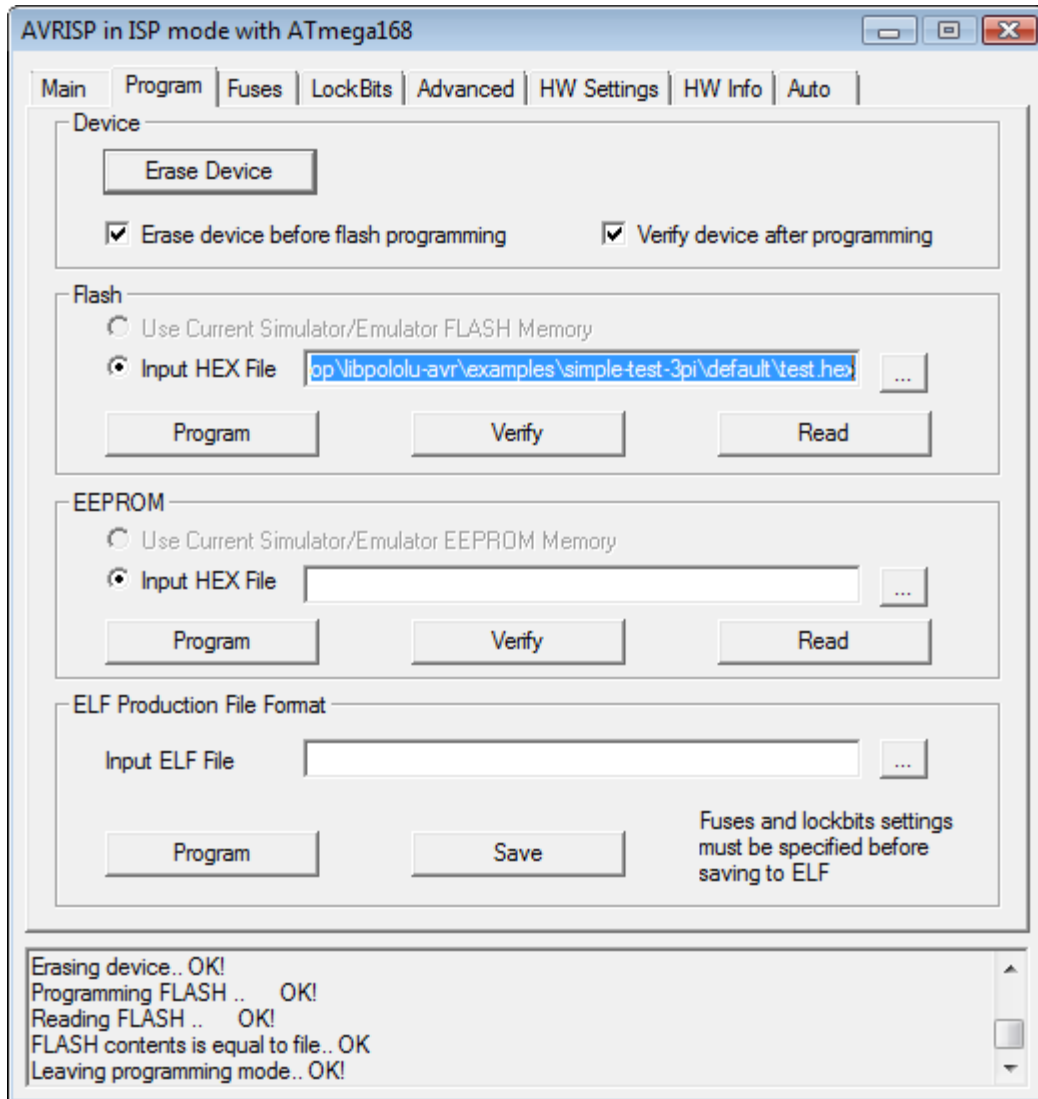 AVRISP in ISP mode with ATmega168
Main Program Fuses LockBits Advanced HW Settings HW Info Auto
Device
Erase Device
Erase device before flash programming Verify device after programming
Flash
Use Current Simulator/Emulator FLASH Memory
Input HEX File op\libpololu-avr\examples\simple-test-3pi\default\test.hex ...
Program Verify Read
EEPROM
Use Current Simulator/Emulator EEPROM Memory
Input HEX File ...
Program Verify Read
ELF Production File Format
Input ELF File ...
Fuses and lockbits settings
must be specified before
saving to ELF
Program Save
Erasing device.. OK!
Programming FLASH .. OK!
Reading FLASH .. OK!
FLASH contents is equal to file.. OK
Leaving programming mode.. OK!